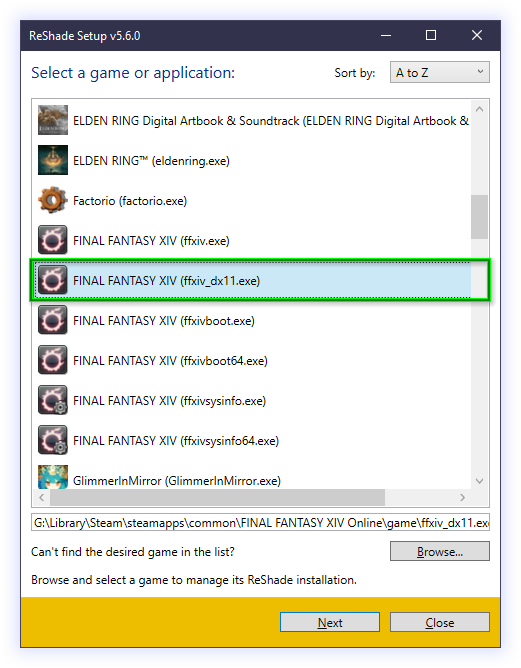 ReShade Setup v5.6.0
Select a game or application:
Sort by:
A to Z
ELDEN RING Digital Artbook & Soundtrack (ELDEN RING Digital Artbook &
ELDEN RING™ (eldenring.exe)
Factorio (factorio.exe)
FINAL FANTASY XIV (ffxiv.exe)
FINAL FANTASY XIV (ffxiv_dx11.exe)
FINAL FANTASY XIV (ffxivboot.exe)
FINAL FANTASY XIV (ffxivboot64.exe)
FINAL FANTASY XIV (ffxivsysinfo.exe)
FINAL FANTASY XIV (ffxivsysinfo64.exe)
GlimmerInMirror (GlimmerInMirror.exe)
G:\Library\Steam\steamapps\common\FINAL FANTASY XIV Online\game\ffxiv_dx11.exe
Can't find the desired game in the list?
Browse...
Browse and select a game to manage its ReShade installation.
Next
Close